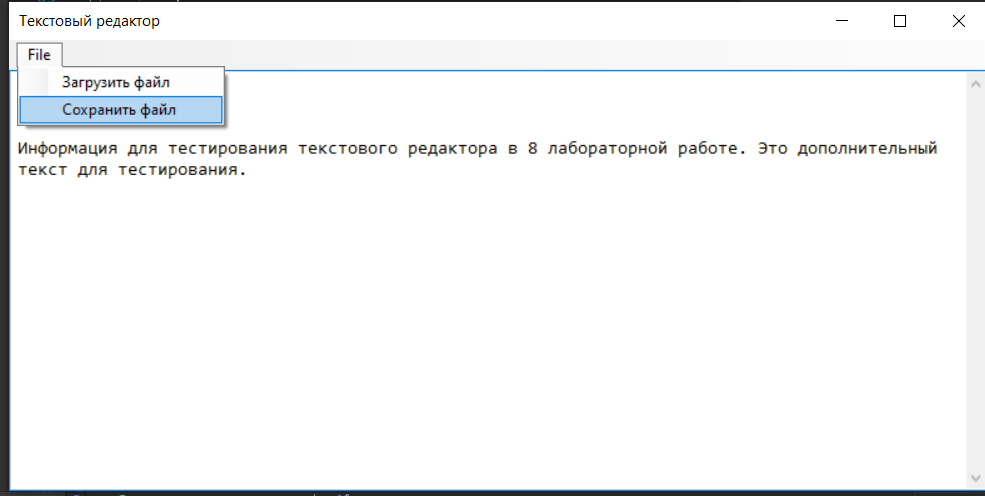 Текстовый редактор
File
Загрузить файл
Сохранить файл
Информация для тестирования текстового редактора в 8 лабораторной работе. Это дополнительный
текст для тестирования.